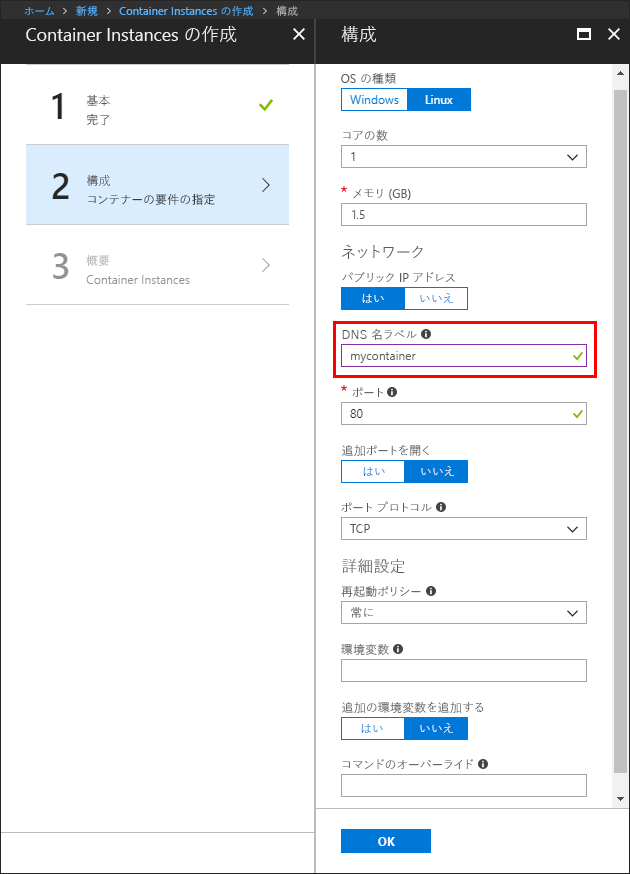 ホーム > 新規 > Container Instances の作成 > 構成
Container Instances の作成
1
基本
完了
2
構成
コンテナーの要件の指定
3
概要
Container Instances
構成
OS の種類
Windows Linux
コアの数
1
* メモリ (GB)
1.5
ネットワーク
パブリック IP アドレス
はい いいえ
DNS 名ラベル
mycontainer
* ポート
80
追加ポートを開く
はい いいえ
ポート プロトコル
TCP
詳細設定
再起動ポリシー
常に
環境変数
追加の環境変数を追加する
はい いいえ
コマンドのオーバーライド
OK